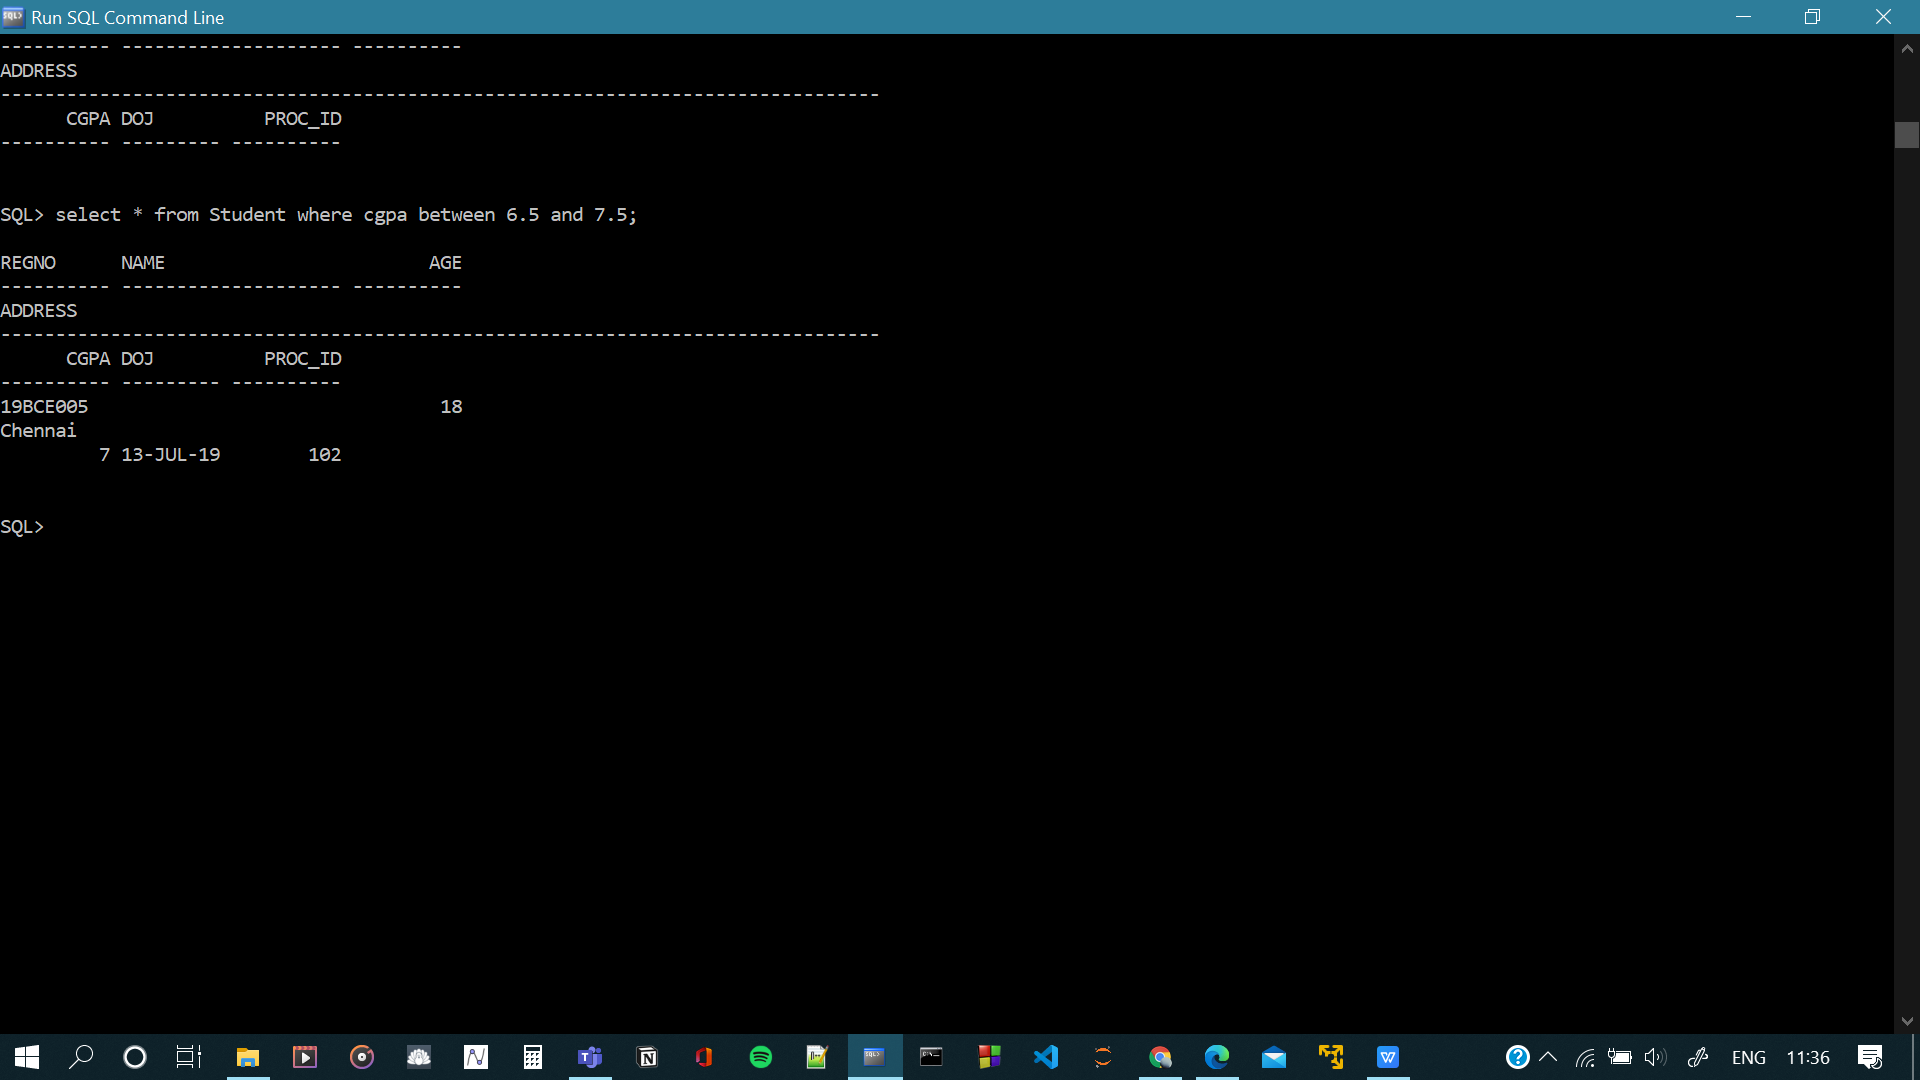 Run SQL Command Line
---------- -------------------- ----------
ADDRESS
--------------------------------------------------------------------------------
      CGPA DOJ          PROC_ID
---------- --------- ----------
SQL> select * from Student where cgpa between 6.5 and 7.5;
REGNO      NAME                        AGE
---------- -------------------- ----------
ADDRESS
--------------------------------------------------------------------------------
      CGPA DOJ          PROC_ID
---------- --------- ----------
19BCE005                                18
Chennai
         7 13-JUL-19        102
SQL>
ENG 11:36